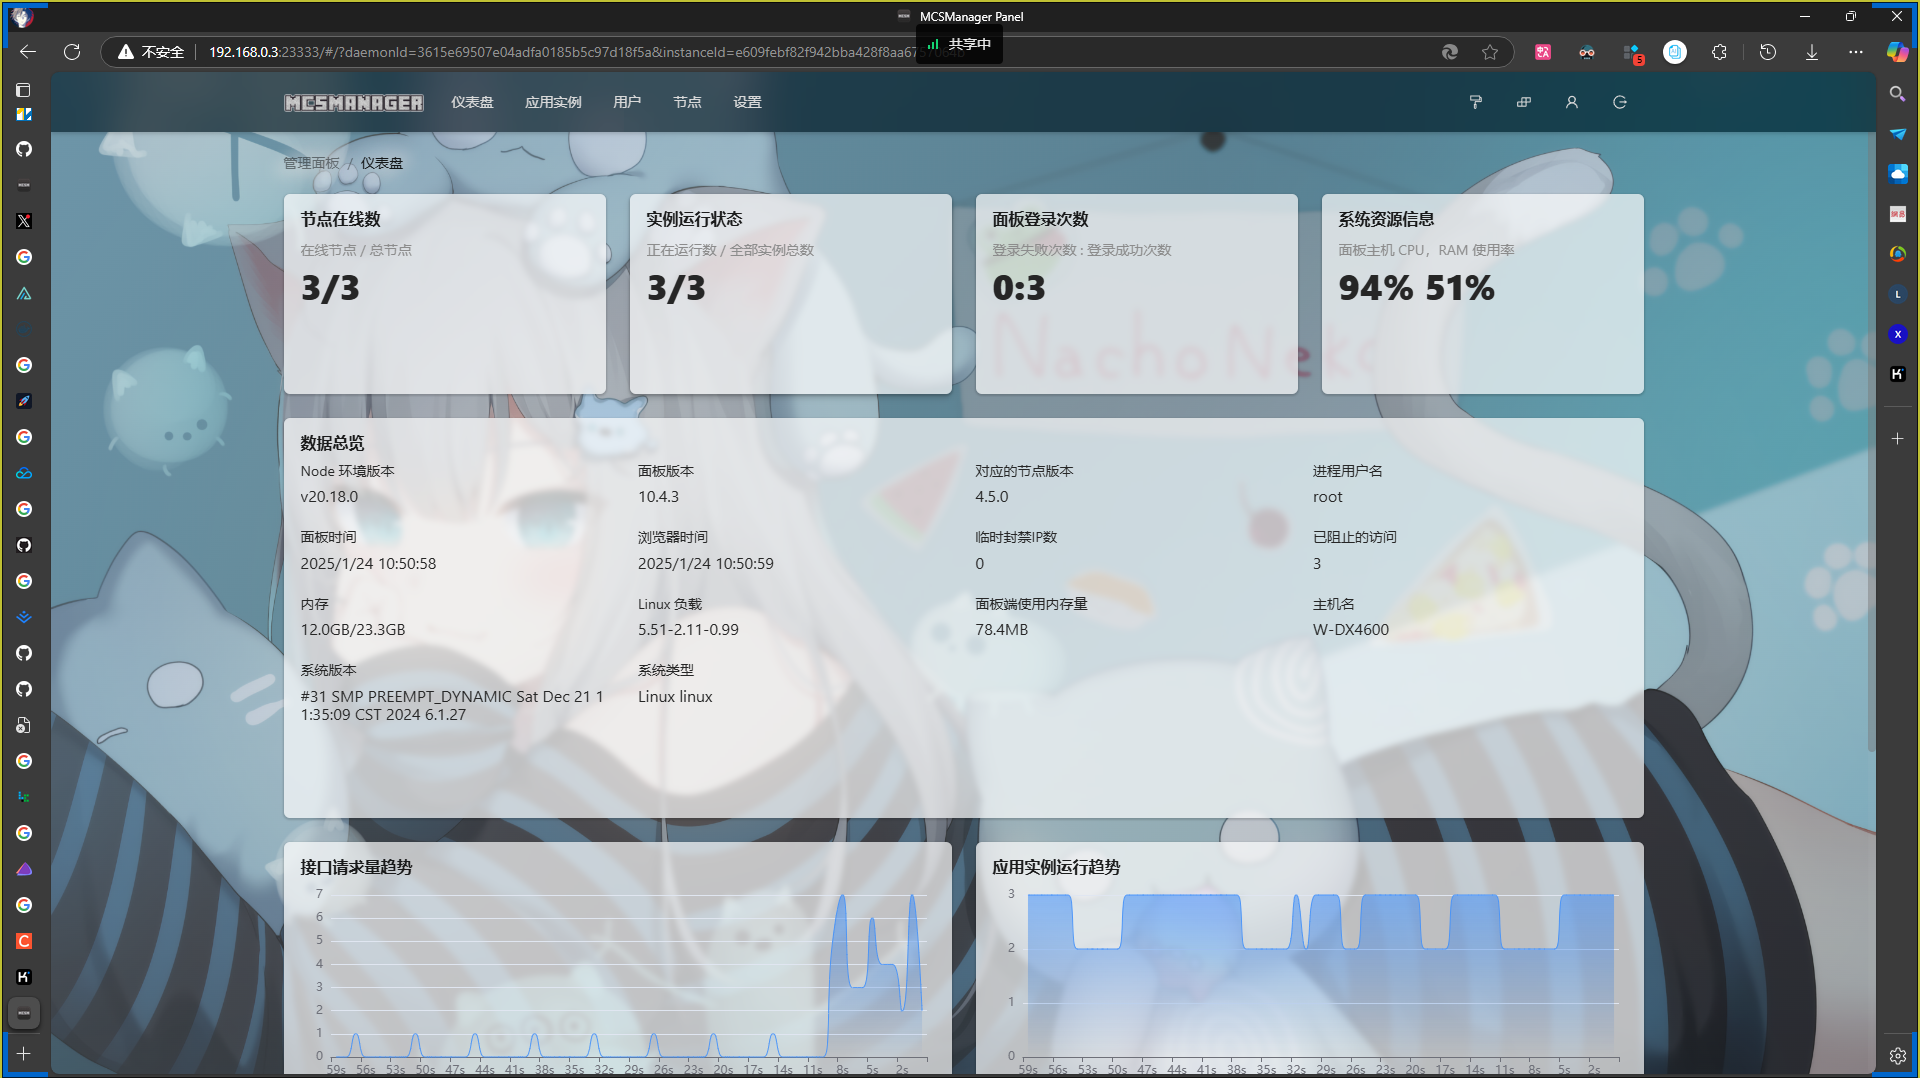 MCSManager Panel
不安全
192.168.0.3:23333/#/?daemonId=3615e69507e04adfa0185b5c97d18f5a&instanceId=e609febf82f942bba428f8aa67
共享中
5
MCSMANAGER
仪表盘
应用实例
用户
节点
设置
管理面板 / 仪表盘
节点在线数
在线节点 / 总节点
3/3
实例运行状态
正在运行数 / 全部实例总数
3/3
面板登录次数
登录失败次数 : 登录成功次数
0:3
系统资源信息
面板主机 CPU，RAM 使用率
94% 51%
Nacho Neko
数据总览
Node 环境版本
v20.18.0
面板版本
10.4.3
对应的节点版本
4.5.0
进程用户名
root
面板时间
2025/1/24 10:50:58
浏览器时间
2025/1/24 10:50:59
临时封禁IP数
0
已阻止的访问
3
内存
12.0GB/23.3GB
Linux 负载
5.51-2.11-0.99
面板端使用内存量
78.4MB
主机名
W-DX4600
系统版本
#31 SMP PREEMPT_DYNAMIC Sat Dec 21 1
1:35:09 CST 2024 6.1.27
系统类型
Linux linux
接口请求量趋势
7
6
5
4
3
2
1
0
59s 56s 53s 50s 47s 44s 41s 38s 35s 32s 29s 26s 23s 20s 17s 14s 11s 8s 5s 2s
应用实例运行趋势
3
2
1
0
59s 56s 53s 50s 47s 44s 41s 38s 35s 32s 29s 26s 23s 20s 17s 14s 11s 8s 5s 2s